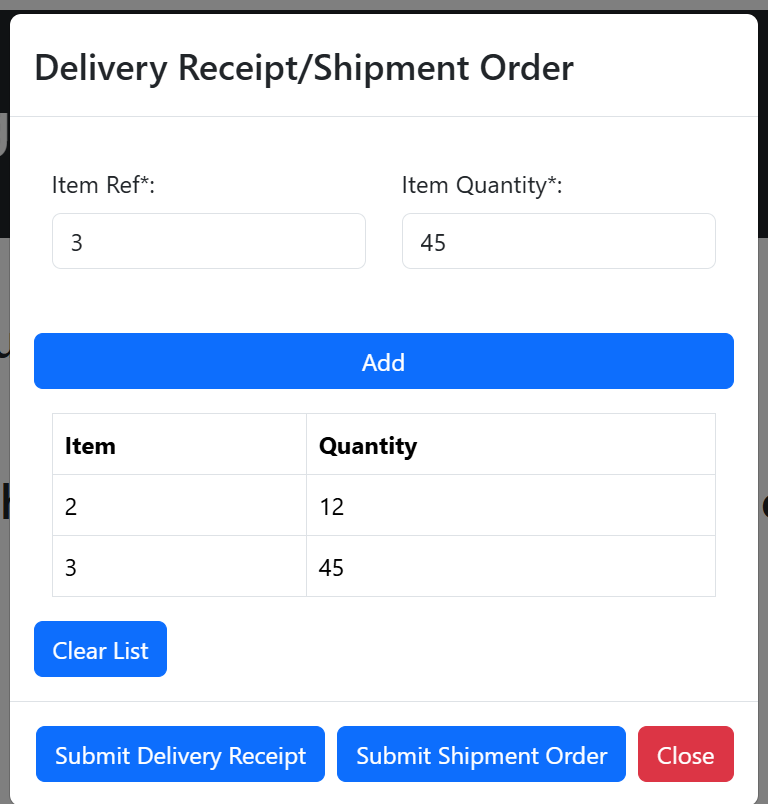 Delivery Receipt/Shipment Order
Item Ref*: Item Quantity*:
3 45
Add
Item Quantity
2 12
3 45
Clear List
Submit Delivery Receipt Submit Shipment Order Close